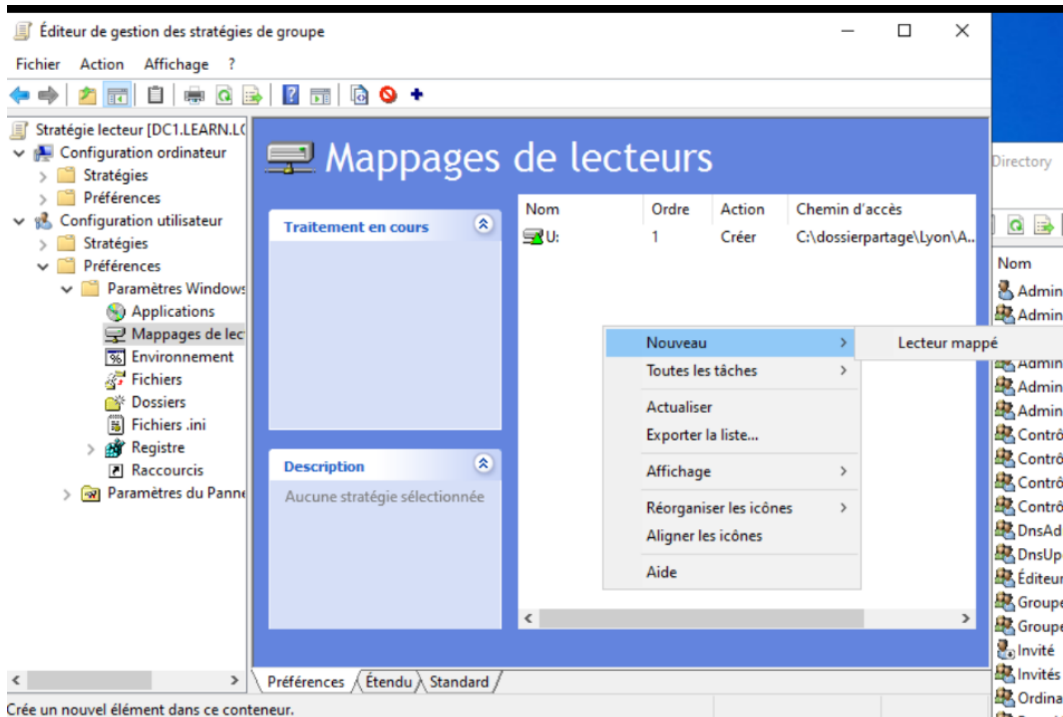 Éditeur de gestion des stratégies de groupe
Fichier Action Affichage ?
Stratégie lecteur [DC1.LEARN.L
Configuration ordinateur
Stratégies
Préférences
Configuration utilisateur
Stratégies
Préférences
Paramètres Windows
Applications
Mappages de lec
Environnement
Fichiers
Dossiers
Fichiers .ini
Registre
Raccourcis
Paramètres du Panne
Mappages de lecteurs
Traitement en cours
Description
Aucune stratégie sélectionnée
Nom Ordre Action Chemin d'accès
U: 1 Créer C:\dossierpartage\Lyon\A..
Nouveau
Toutes les tâches
Actualiser
Exporter la liste...
Affichage
Réorganiser les icônes
Aligner les icônes
Aide
Lecteur mappé
Préférences Étendu Standard
Crée un nouvel élément dans ce conteneur.
Directory
Nom
Admin
Admin
Admin
Admin
Admin
Contrô
Contrô
Contrô
Contrô
DnsAd
DnsUp
Éditeur
Groupe
Groupe
Invité
Invités
Ordina